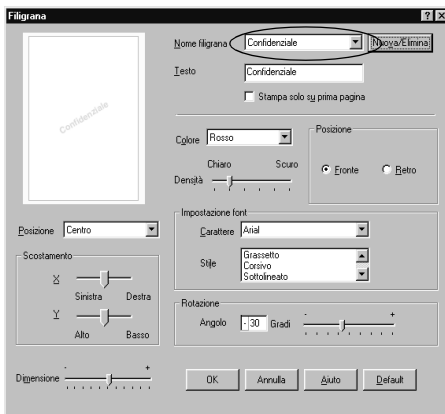 Filigrana
Nome filigrana
Confidenziale
Nuova/Elimina
Testo
Confidenziale
Stampa solo su prima pagina
Confidenziale
Colore
Rosso
Chiaro Scuro
Densità
Posizione
Fronte Retro
Posizione
Centro
Impostazione font
Carattere
Arial
Stile
Grassetto
Corsivo
Sottolineato
Scostamento
X
Sinistra Destra
Y
Alto Basso
Rotazione
Angolo
- 30
Gradi
- +
Dimensione
- +
OK Annulla Aiuto Default